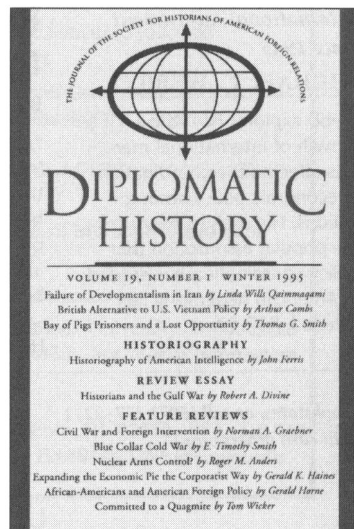 THE JOURNAL OF THE SOCIETY FOR HISTORIANS OF AMERICAN FOREIGN RELATIONS
DIPLOMATIC
HISTORY
VOLUME 19, NUMBER 1 WINTER 1995
Failure of Developmentalism in Iran by Linda Wills Qaimmaqami
British Alternative to U.S. Vietnam Policy by Arthur Combs
Bay of Pigs Prisoners and a Lost Opportunity by Thomas G. Smith
HISTORIOGRAPHY
Historiography of American Intelligence by John Ferris
REVIEW ESSAY
Historians and the Gulf War by Robert A. Divine
FEATURE REVIEWS
Civil War and Foreign Intervention by Norman A. Graebner
Blue Collar Cold War by E. Timothy Smith
Nuclear Arms Control? by Roger M. Anders
Expanding the Economic Pie the Corporatist Way by Gerald K. Haines
African-Americans and American Foreign Policy by Gerald Horne
Committed to a Quagmire by Tom Wicker